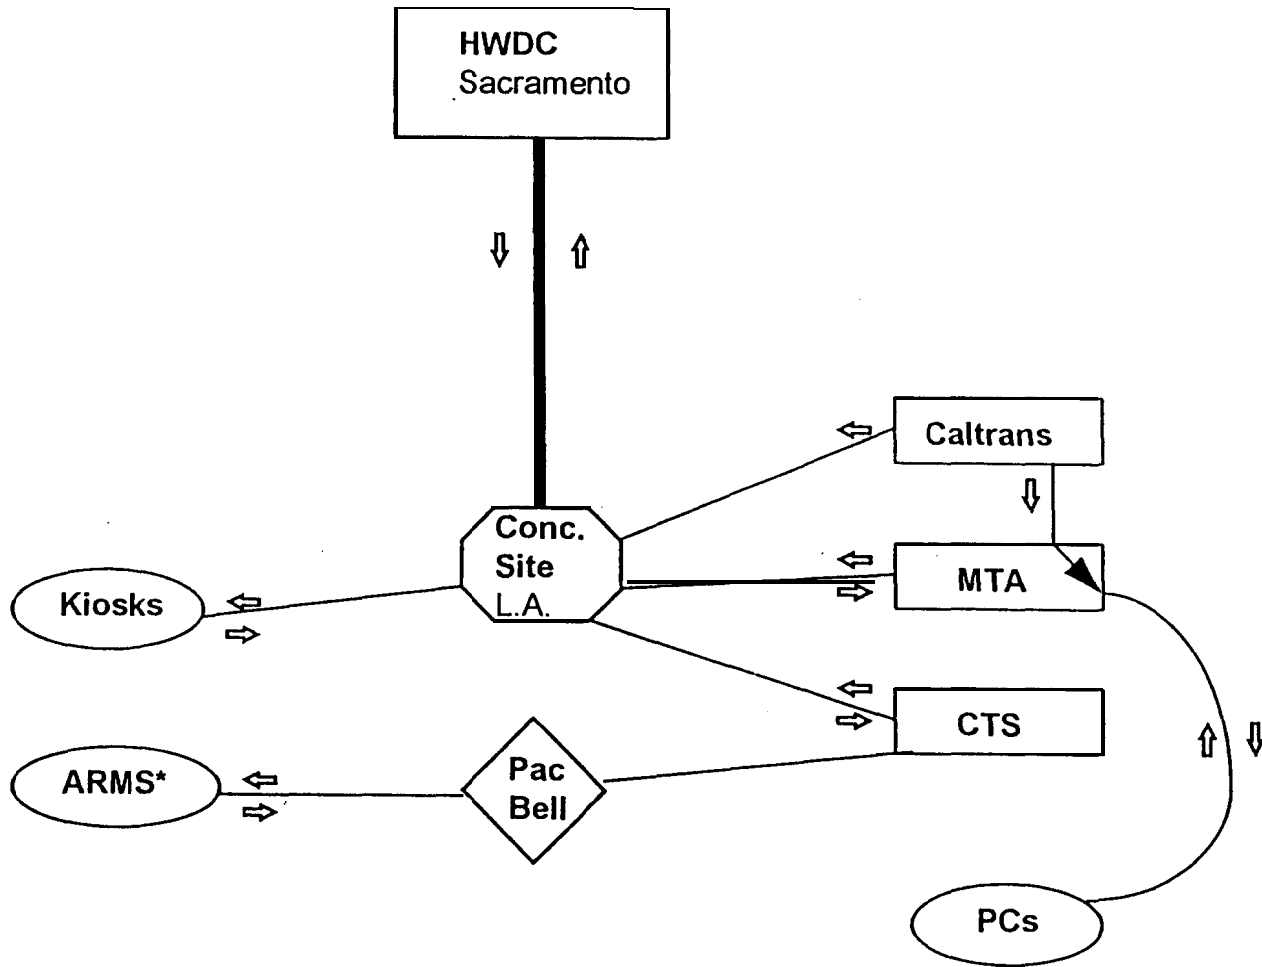 HWDC
Sacramento
Caltrans
Conc.
Site
L.A.
MTA
Kiosks
CTS
Pac
Bell
ARMS*
PCs